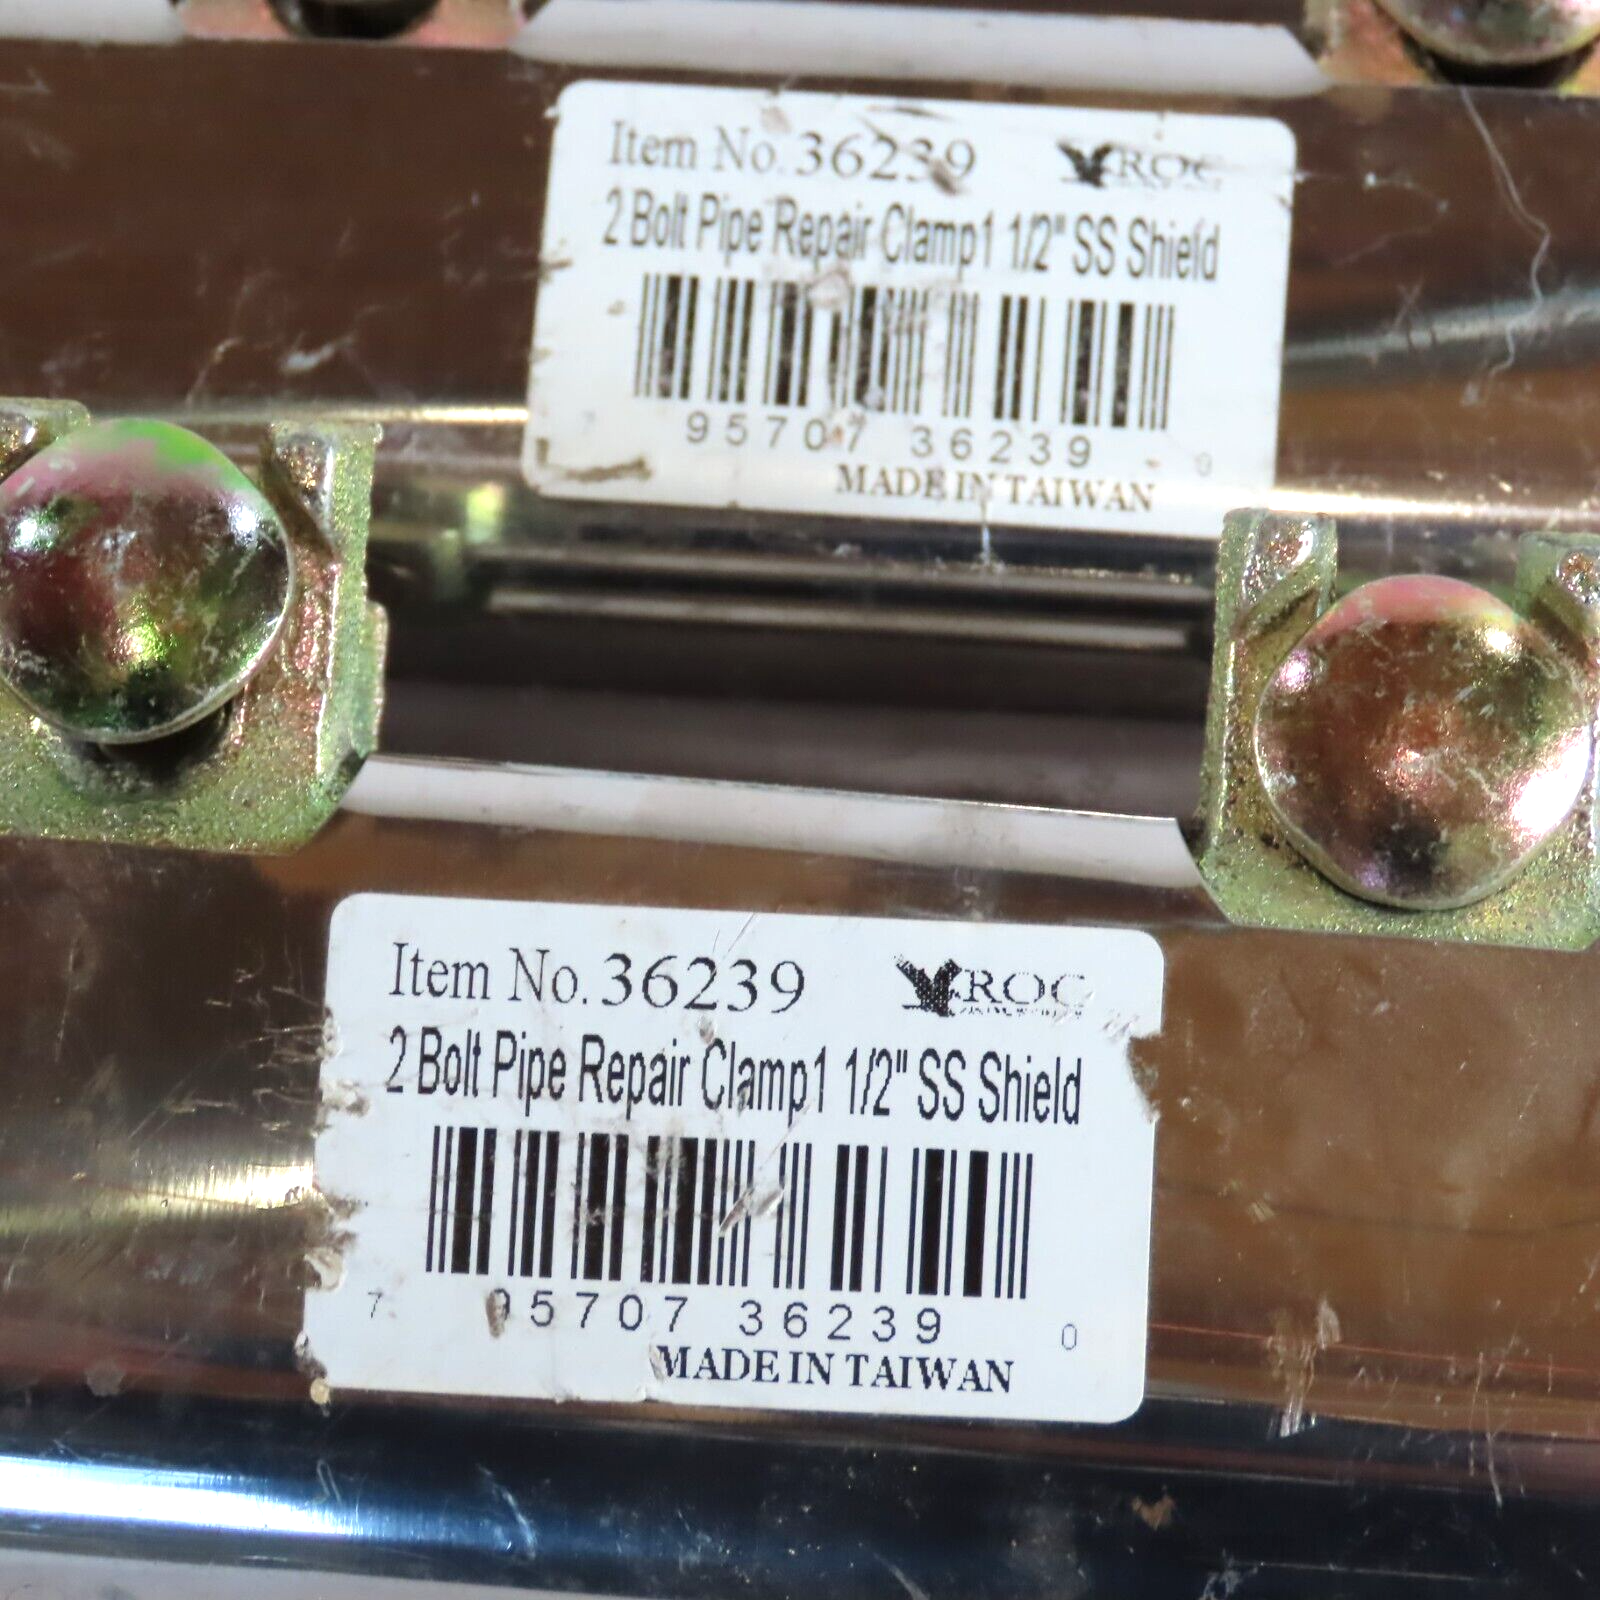 Item No. 36239 ROC
2 Bolt Pipe Repair Clamp1 1/2" SS Shield
7 95707 36239 0
MADE IN TAIWAN
Item No. 36239 ROC
2 Bolt Pipe Repair Clamp1 1/2" SS Shield
7 95707 36239 0
MADE IN TAIWAN